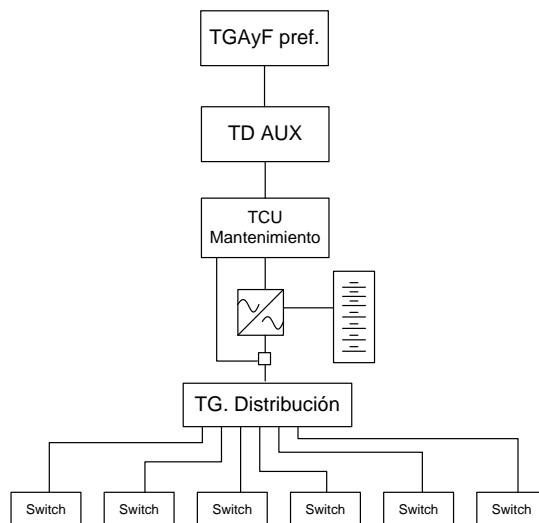 TGAyF pref.
TD AUX
TCU
Mantenimiento
TG. Distribución
Switch
Switch
Switch
Switch
Switch
Switch